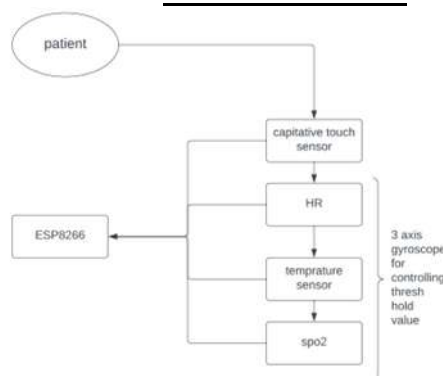 patient
capitative touch
sensor
HR
ESP8266
temprature
sensor
spo2
3 axis
gyroscope
for
controlling
thresh
hold
value